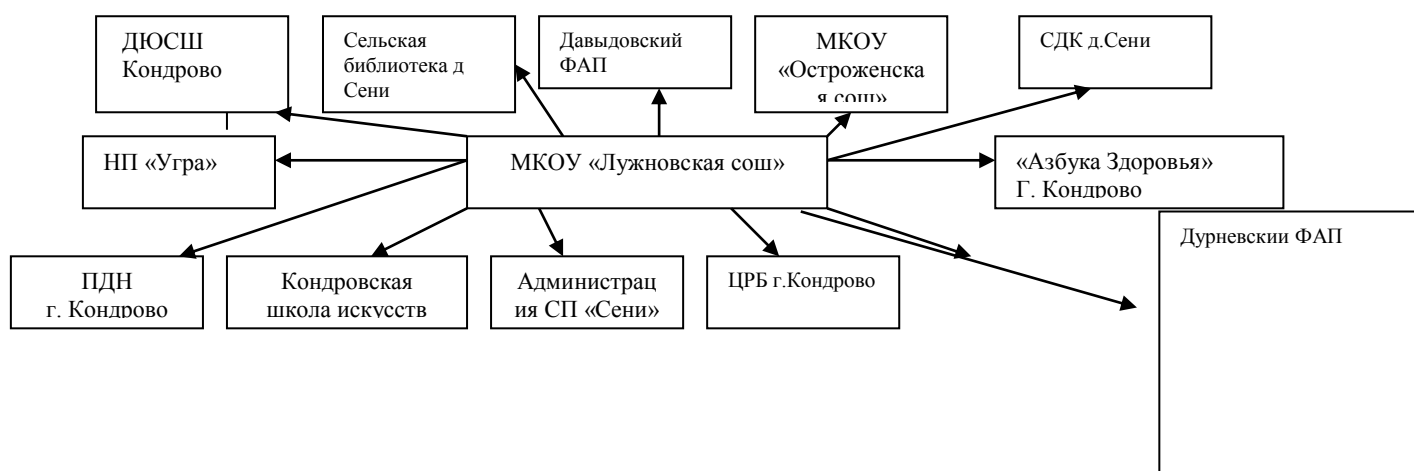 ДЮСШ
Кондрово
Сельская
библиотека д
Сени
Давыдовский
ФАП
МКОУ
«Остроженска
я сош»
СДК д.Сени
НП «Угра»
МКОУ «Лужновская сош»
«Азбука Здоровья»
Г. Кондрово
Дурневскии ФАП
ПДН
г. Кондрово
Кондровская
школа искусств
Администрац
ия СП «Сени»
ЦРБ г.Кондрово